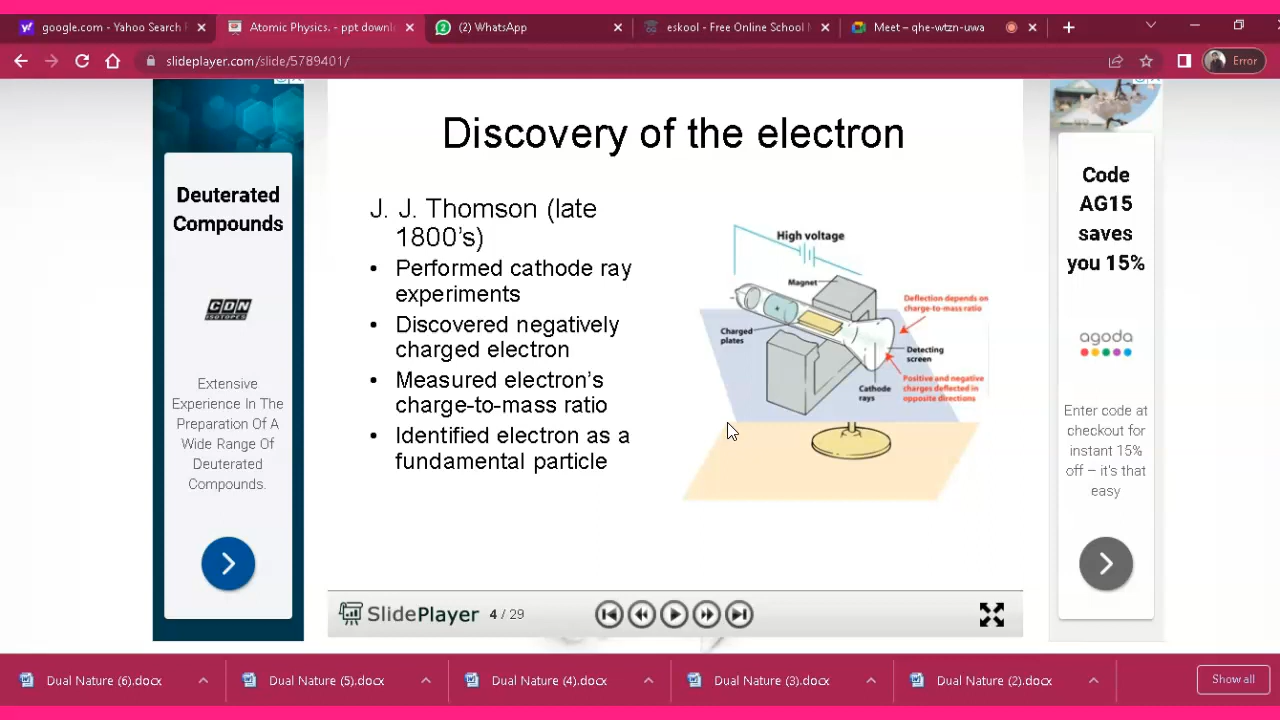 google.com - Yahoo Search R
Atomic Physics. - ppt downl
(2) WhatsApp
eskool - Free Online School M
Meet – qhe-wtzn-uwa
slideplayer.com/slide/5789401/
Error
Deuterated
Compounds
CDN
ISOTOPES
Extensive
Experience In The
Preparation Of A
Wide Range Of
Deuterated
Compounds.
Discovery of the electron
J. J. Thomson (late
1800's)
• Performed cathode ray
experiments
• Discovered negatively
charged electron
• Measured electron's
charge-to-mass ratio
• Identified electron as a
fundamental particle
High voltage
Magnet
Deflection depends on
charge-to-mass ratio
Charged
plates
Detecting
screen
Positive and negative
charges deflected in
opposite directions
Cathode
rays
Code
AG15
saves
you 15%
agoda
Enter code at
checkout for
instant 15%
off – it's that
easy
SlidePlayer 4 / 29
Dual Nature (6).docx
Dual Nature (5).docx
Dual Nature (4).docx
Dual Nature (3).docx
Dual Nature (2).docx
Show all